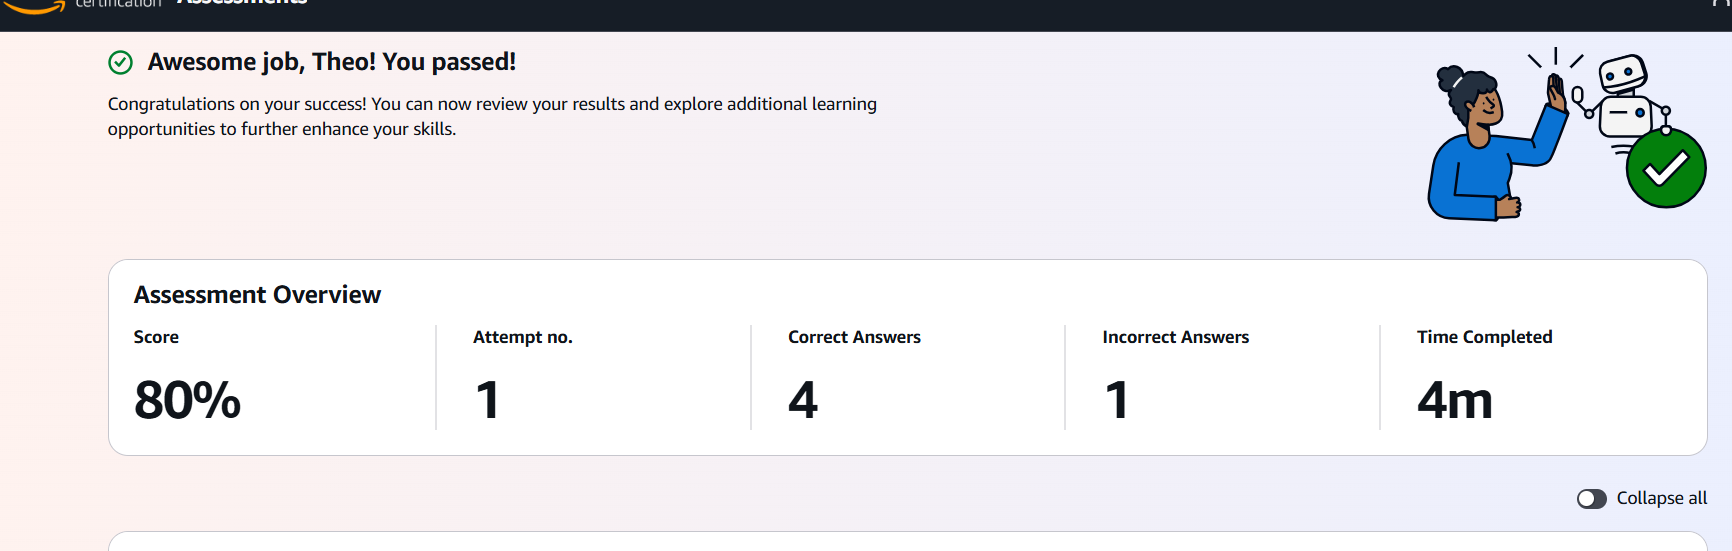 certification Assessments
Awesome job, Theo! You passed!
Congratulations on your success! You can now review your results and explore additional learning
opportunities to further enhance your skills.
Assessment Overview
Score
Attempt no.
Correct Answers
Incorrect Answers
Time Completed
80%
1
4
1
4m
Collapse all